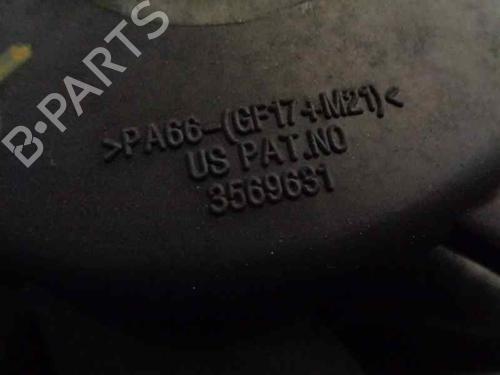 >PA66-(GF17+M21)<
US PAT.NO
3569631
B-PARTS